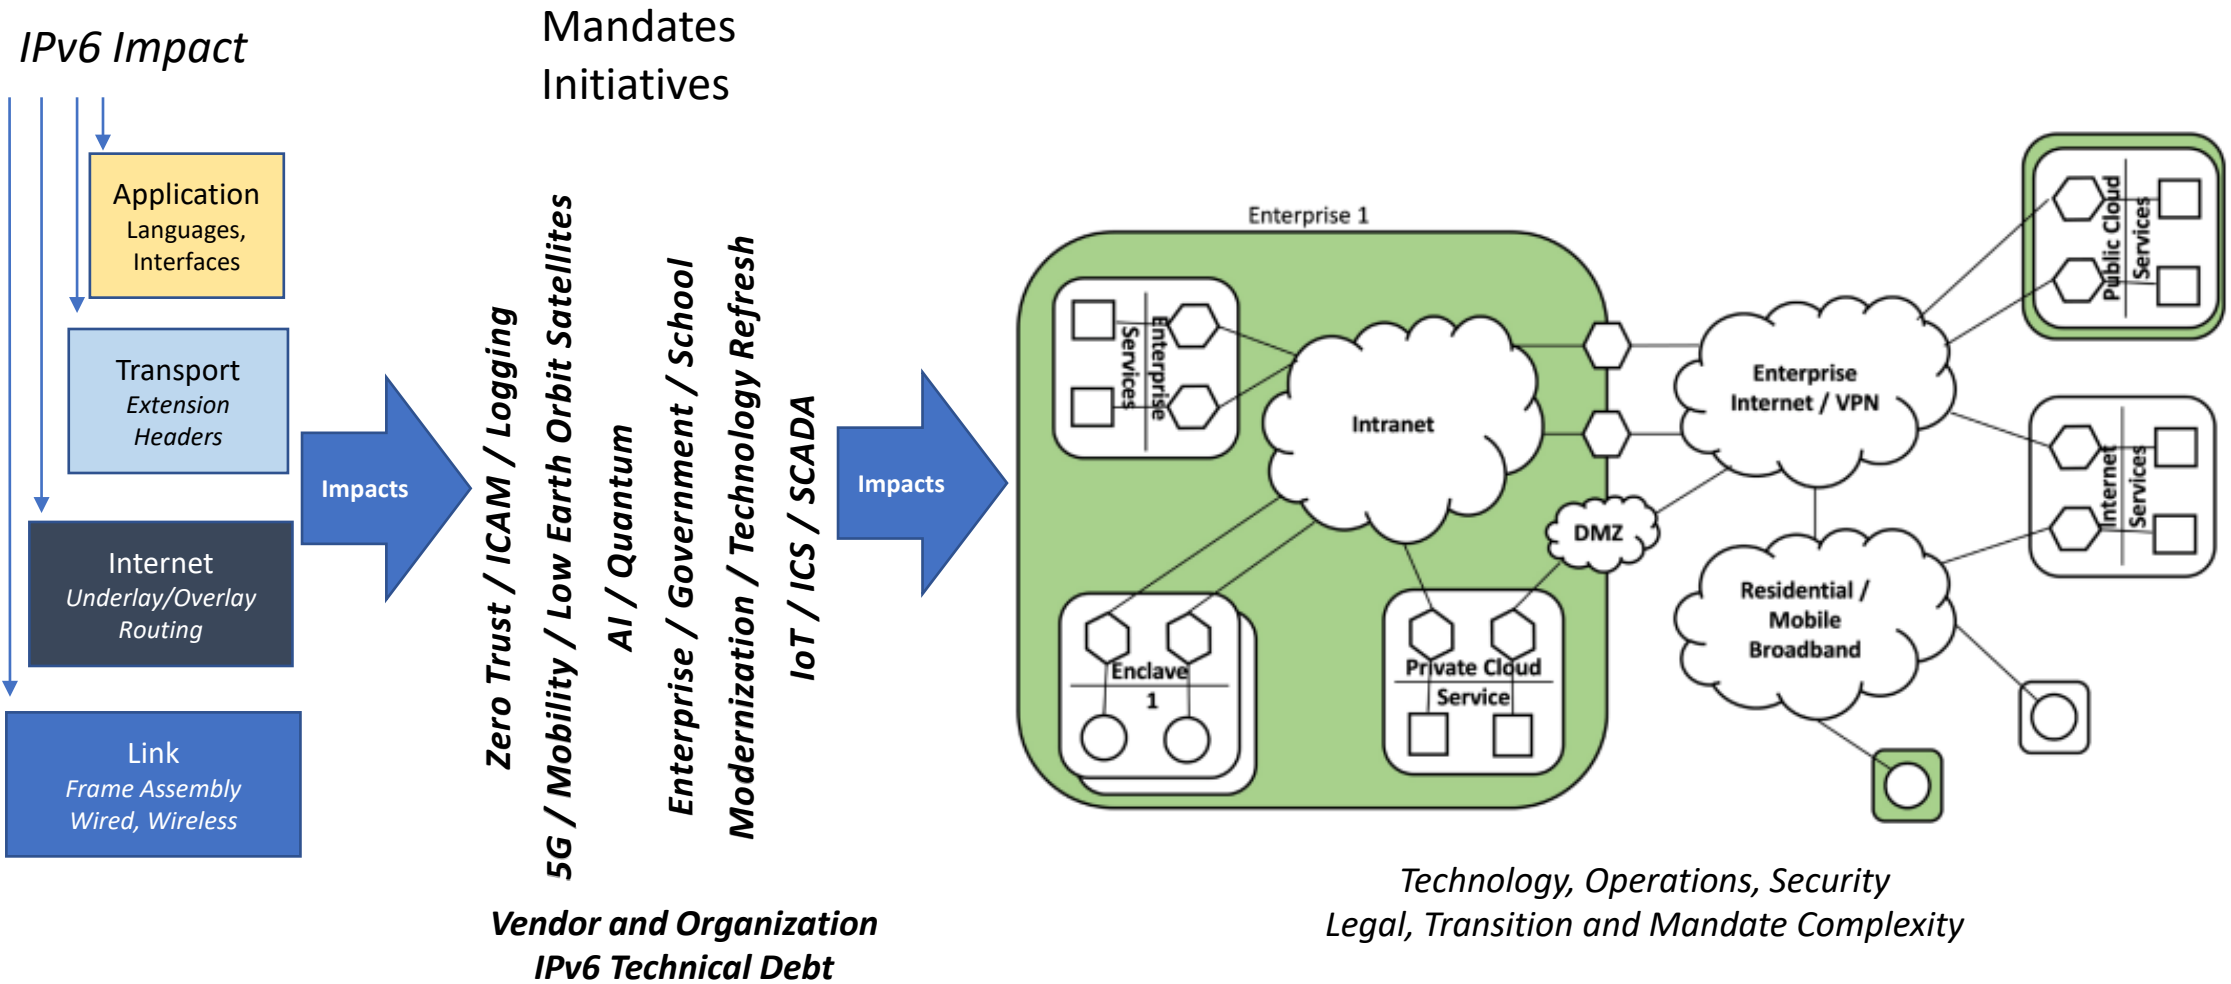 IPv6 Impact
Mandates
Initiatives
Application
Languages,
Interfaces
Transport
Extension
Headers
Internet
Underlay/Overlay
Routing
Link
Frame Assembly
Wired, Wireless
Impacts
Zero Trust / ICAM / Logging
5G / Mobility / Low Earth Orbit Satellites
AI / Quantum
Enterprise / Government / School
Modernization / Technology Refresh
IoT / ICS / SCADA
Vendor and Organization
IPv6 Technical Debt
Impacts
Enterprise 1
Enterprise
Services
Intranet
Enclave
1
Private Cloud
Service
DMZ
Enterprise
Internet / VPN
Residential /
Mobile
Broadband
Public Cloud
Services
Internet
Services
Technology, Operations, Security
Legal, Transition and Mandate Complexity